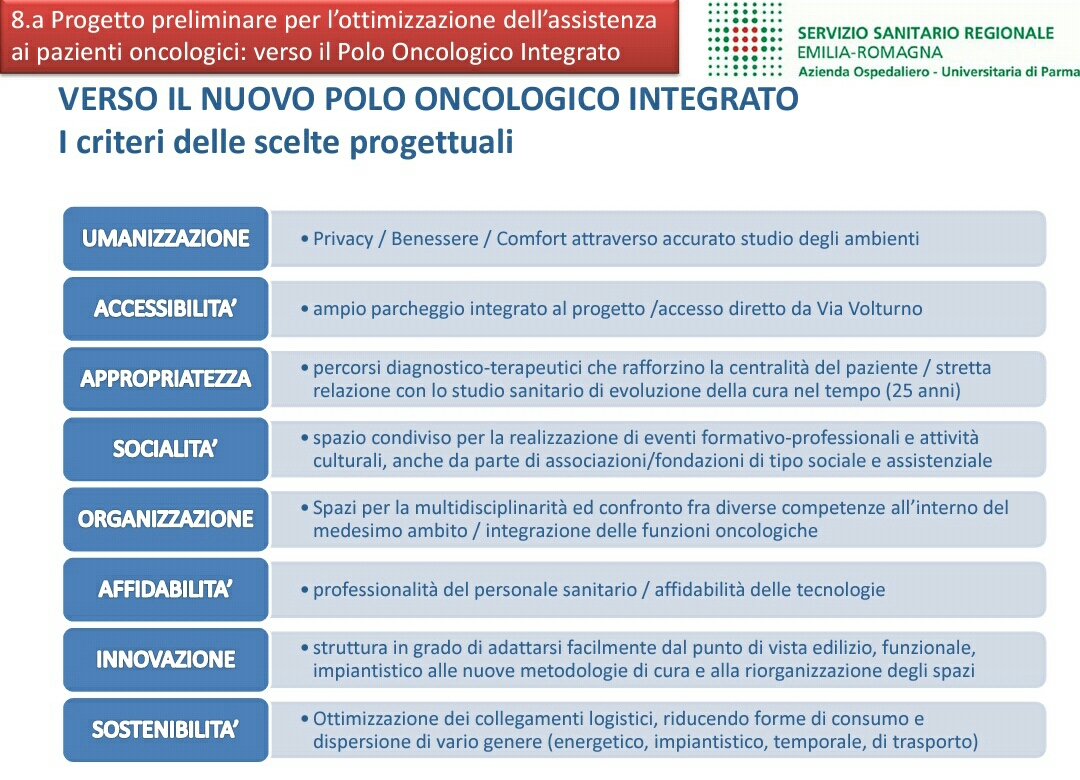 8.a Progetto preliminare per l’ottimizzazione dell’assistenza
ai pazienti oncologici: verso il Polo Oncologico Integrato
SERVIZIO SANITARIO REGIONALE
EMILIA-ROMAGNA
Azienda Ospedaliero - Universitaria di Parma
VERSO IL NUOVO POLO ONCOLOGICO INTEGRATO
I criteri delle scelte progettuali
UMANIZZAZIONE
• Privacy / Benessere / Comfort attraverso accurato studio degli ambienti
ACCESSIBILITA’
• ampio parcheggio integrato al progetto /accesso diretto da Via Volturno
APPROPRIATEZZA
• percorsi diagnostico-terapeutici che rafforzino la centralità del paziente / stretta
relazione con lo studio sanitario di evoluzione della cura nel tempo (25 anni)
SOCIALITA’
• spazio condiviso per la realizzazione di eventi formativo-professionali e attività
culturali, anche da parte di associazioni/fondazioni di tipo sociale e assistenziale
ORGANIZZAZIONE
• Spazi per la multidisciplinarità ed confronto fra diverse competenze all’interno del
medesimo ambito / integrazione delle funzioni oncologiche
AFFIDABILITA’
• professionalità del personale sanitario / affidabilità delle tecnologie
INNOVAZIONE
• struttura in grado di adattarsi facilmente dal punto di vista edilizio, funzionale,
impiantistico alle nuove metodologie di cura e alla riorganizzazione degli spazi
SOSTENIBILITA’
• Ottimizzazione dei collegamenti logistici, riducendo forme di consumo e
dispersione di vario genere (energetico, impiantistico, temporale, di trasporto)